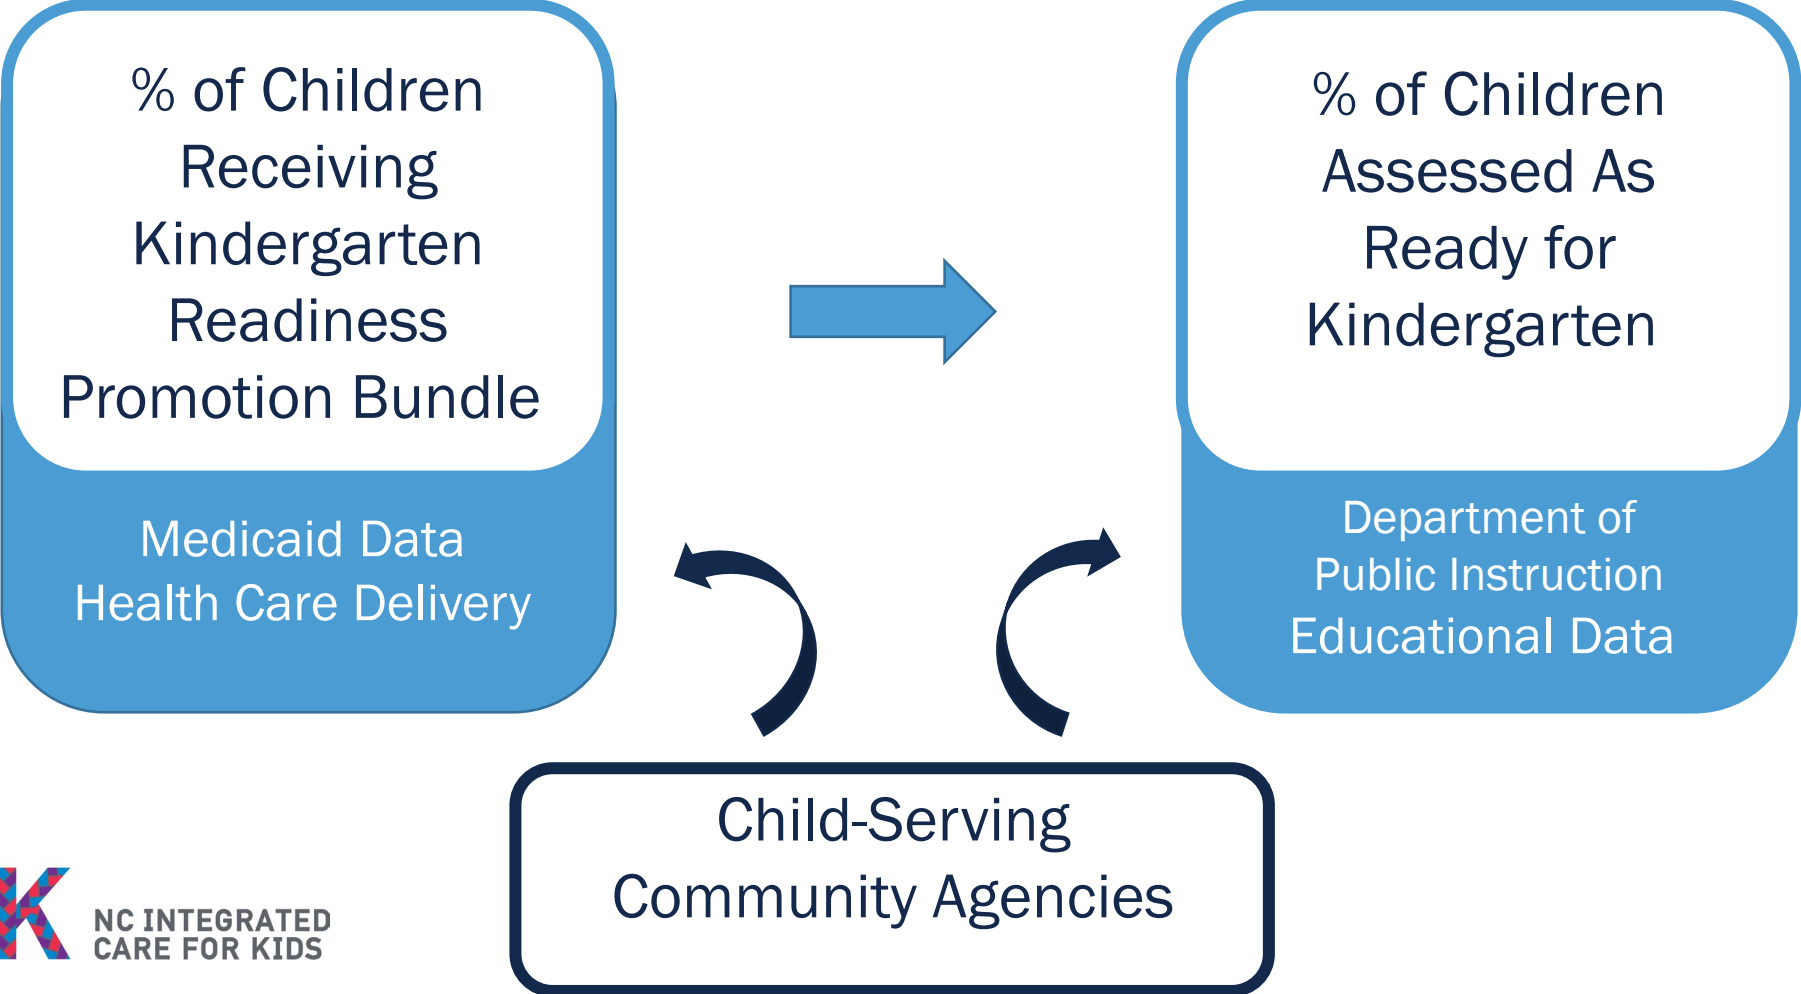 % of Children
Receiving
Kindergarten
Readiness
Promotion Bundle
Medicaid Data
Health Care Delivery
% of Children
Assessed As
Ready for
Kindergarten
Department of
Public Instruction
Educational Data
Child-Serving
Community Agencies
K
NC INTEGRATED
CARE FOR KIDS